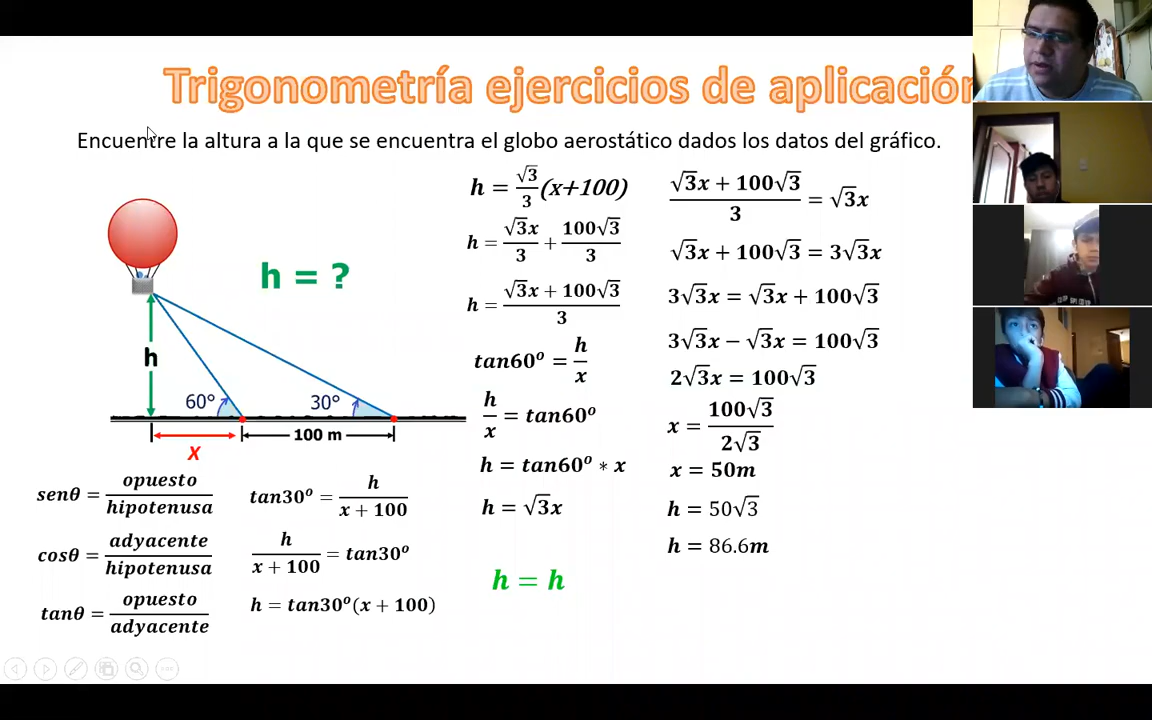 Trigonometría ejercicios de aplicación
Encuentre la altura a la que se encuentra el globo aerostático dados los datos del gráfico.
h = ?
h
60°
30°
100 m
X
senθ = opuesto/hipotenusa
cosθ = adyacente/hipotenusa
tanθ = opuesto/adyacente
tan30° = h/(x + 100)
h/(x + 100) = tan30°
h = tan30°(x + 100)
h = √3/3 (x+100)
h = √3x/3 + 100√3/3
h = (√3x + 100√3)/3
tan60° = h/x
h/x = tan60°
h = tan60° * x
h = √3x
h = h
(√3x + 100√3)/3 = √3x
√3x + 100√3 = 3√3x
3√3x = √3x + 100√3
3√3x − √3x = 100√3
2√3x = 100√3
x = 100√3/2√3
x = 50m
h = 50√3
h = 86.6m